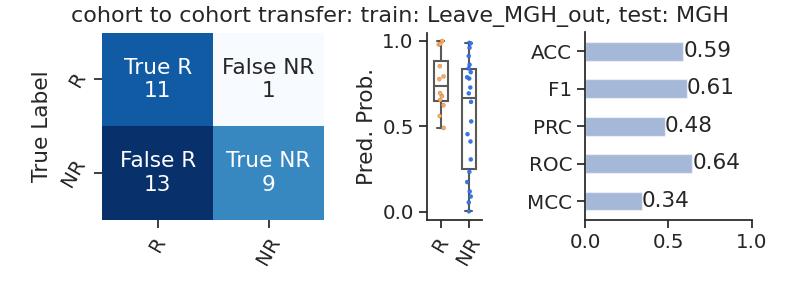 cohort to cohort transfer: train: Leave_MGH_out, test: MGH
True Label
R
NR
True R
11
False NR
1
False R
13
True NR
9
R
NR
Pred. Prob.
1.0
0.5
0.0
R
NR
ACC
F1
PRC
ROC
MCC
0.59
0.61
0.48
0.64
0.34
0.0
0.5
1.0